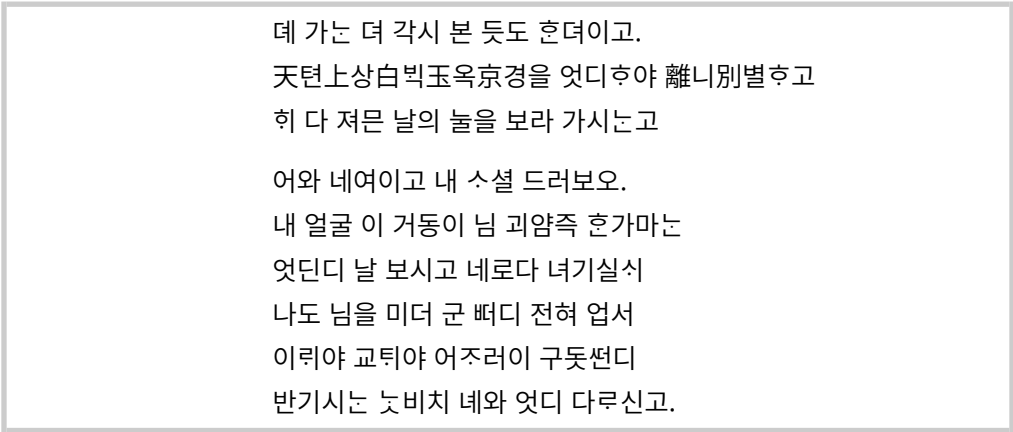 뎨 가ᄂᆞᆫ 뎌 각시 본 듯도 ᄒᆞᆫ뎌이고.
天텬上상白ᄇᆡᆨ玉옥京경을 엇디ᄒᆞ야 離니別별ᄒᆞ고
ᄒᆡ 다 져믄 날의 눌을 보라 가시ᄂᆞᆫ고
어와 네여이고 내 ᄉᆞ셜 드러보오.
내 얼굴 이 거동이 님 괴얌즉 ᄒᆞᆫ가마ᄂᆞᆫ
엇딘디 날 보시고 네로다 녀기실ᄉᆡ
나도 님을 미더 군 ᄠᅥ디 전혀 업서
이ᄅᆡ야 교ᄐᆡ야 어ᄌᆞ러이 구돗ᄯᅥᆫ디
반기시ᄂᆞᆫ ᄂᆞᆺ비치 녜와 엇디 다ᄅᆞ신고.